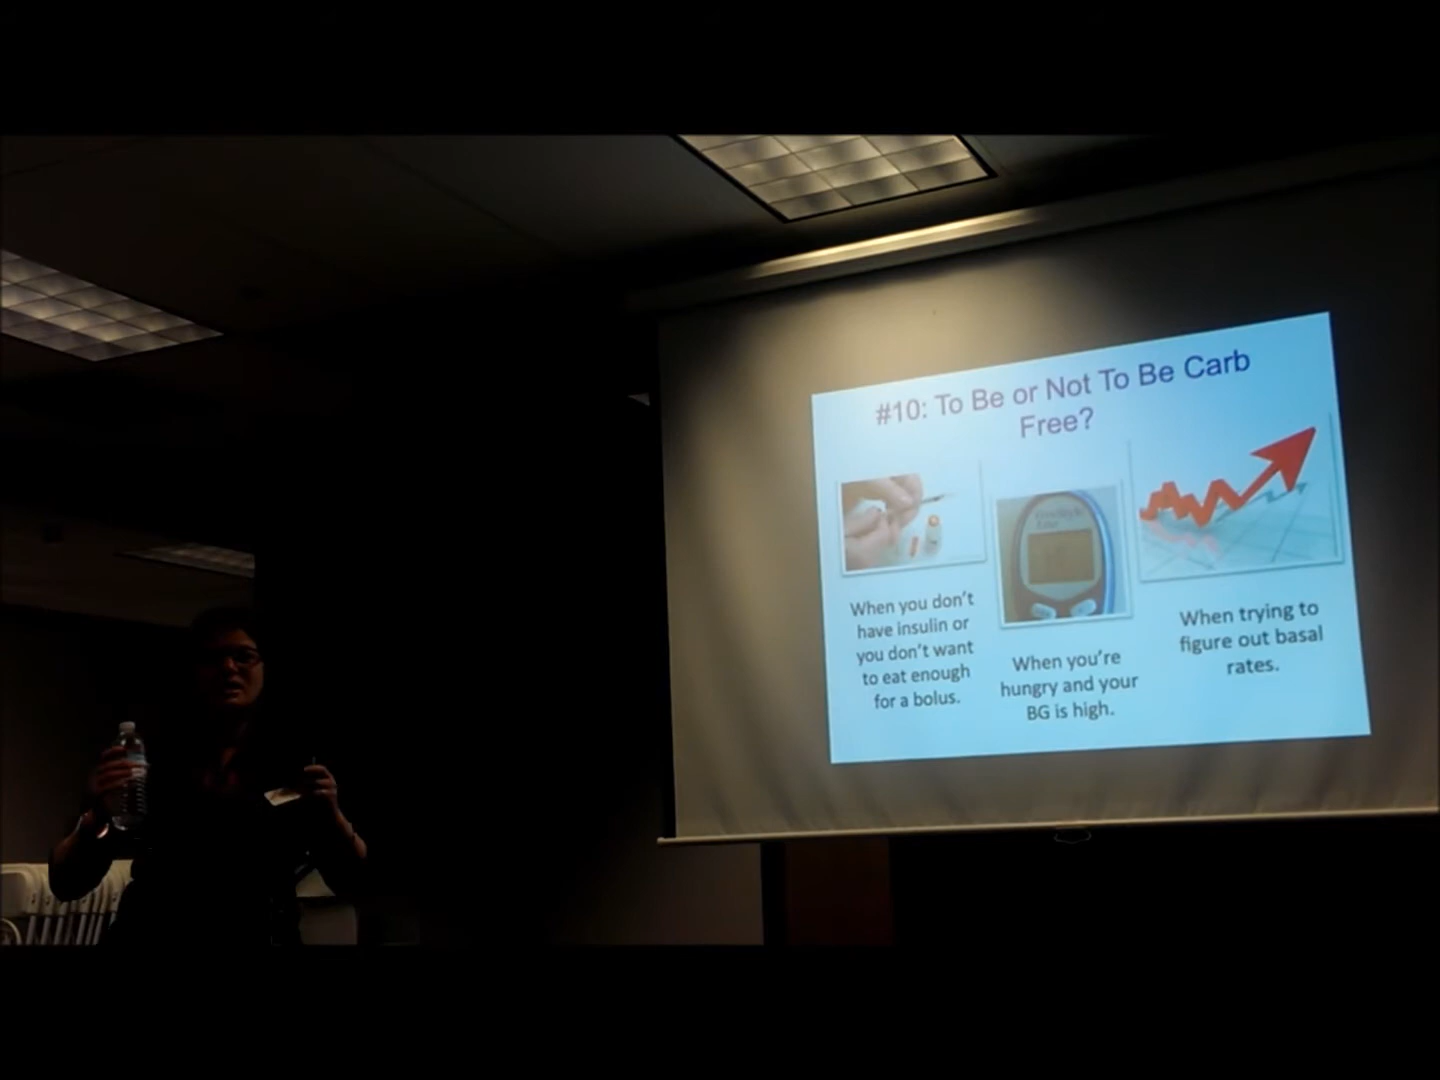 #10: To Be or Not To Be Carb
Free?
When you don't
have insulin or
you don't want
to eat enough
for a bolus.
When you're
hungry and your
BG is high.
When trying to
figure out basal
rates.